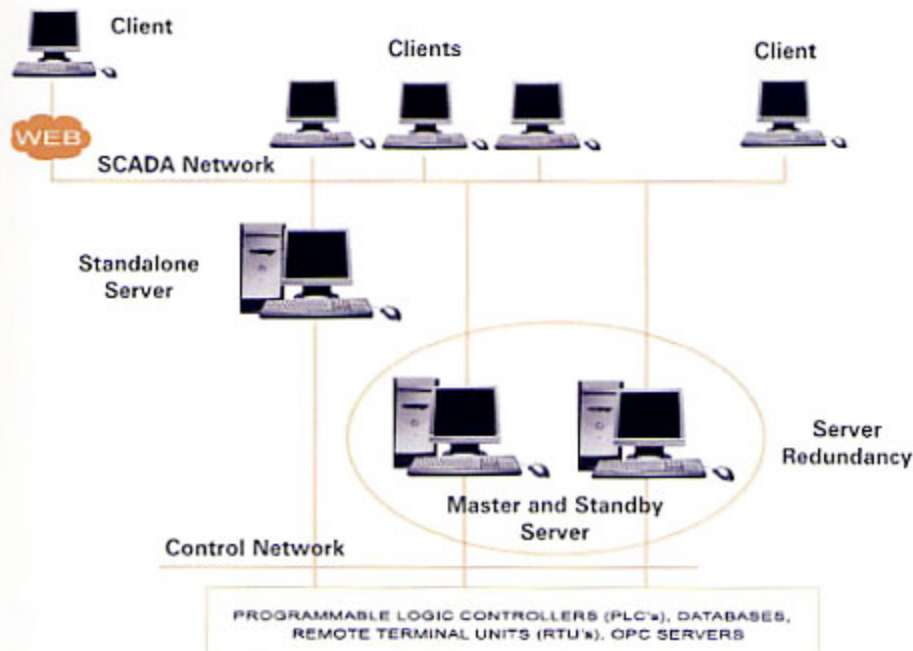 Client
Clients
Client
WEB
SCADA Network
Standalone
Server
Server
Redundancy
Master and Standby
Server
Control Network
PROGRAMMABLE LOGIC CONTROLLERS (PLC's), DATABASES,
REMOTE TERMINAL UNITS (RTU's), OPC SERVERS